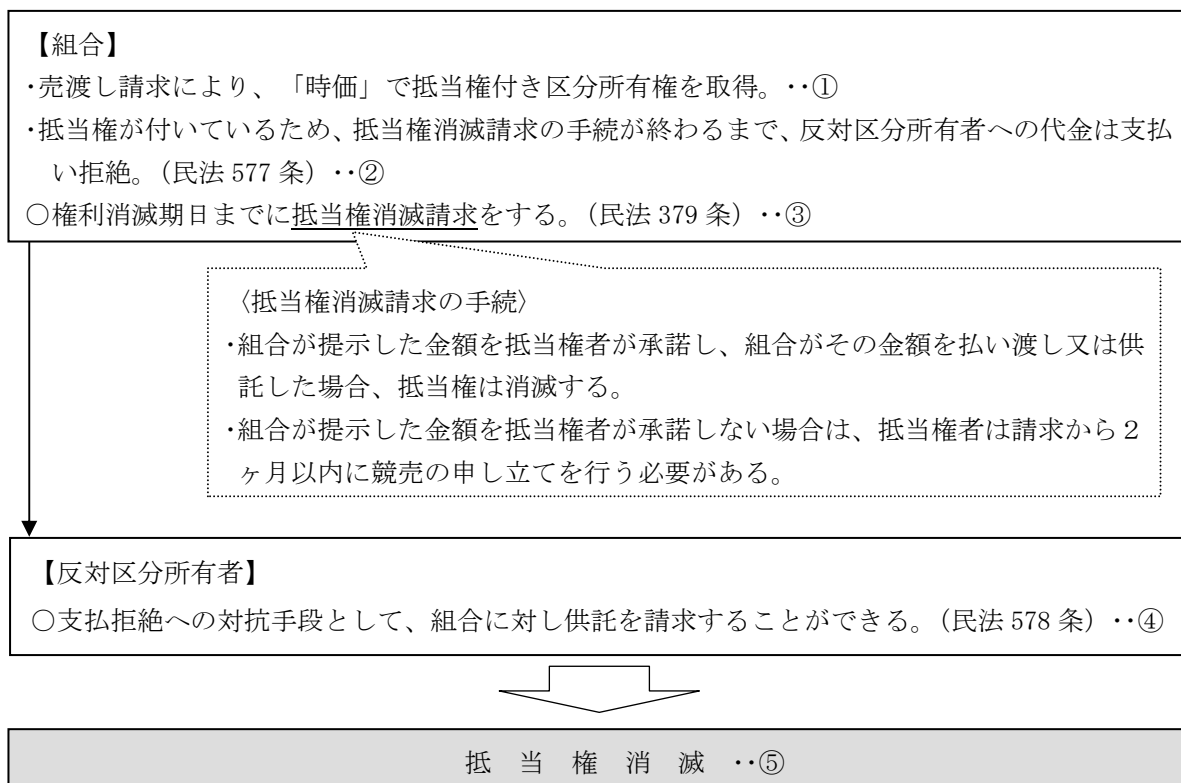 【組合】
・売渡し請求により、「時価」で抵当権付き区分所有権を取得。‥①
・抵当権が付いているため、抵当権消滅請求の手続が終わるまで、反対区分所有者への代金は支払
い拒絶。（民法 577 条）‥②
○権利消滅期日までに抵当権消滅請求をする。（民法 379 条）‥③
〈抵当権消滅請求の手続〉
・組合が提示した金額を抵当権者が承諾し、組合がその金額を払い渡し又は供
託した場合、抵当権は消滅する。
・組合が提示した金額を抵当権者が承諾しない場合は、抵当権者は請求から２
ヶ月以内に競売の申し立てを行う必要がある。
【反対区分所有者】
○支払拒絶への対抗手段として、組合に対し供託を請求することができる。（民法 578 条）‥④
抵 当 権 消 滅 ‥⑤